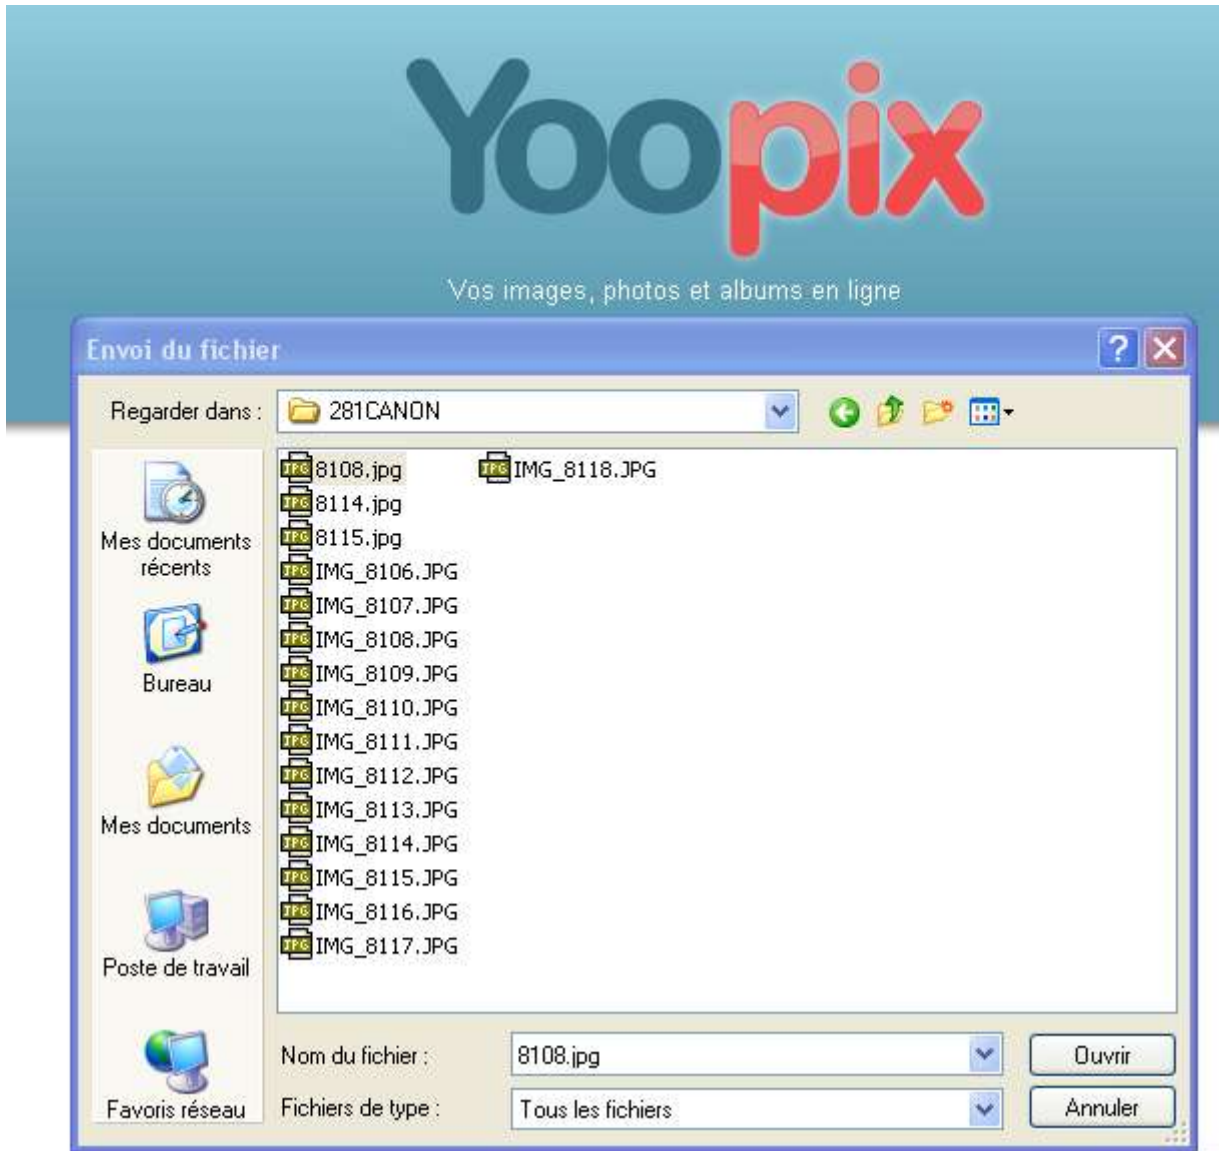 Yoopix
Vos images, photos et albums en ligne
Envoi du fichier
Regarder dans :
281CANON
Mes documents
récents
Bureau
Mes documents
Poste de travail
Favoris réseau
8108.jpg
8114.jpg
8115.jpg
IMG_8106.JPG
IMG_8107.JPG
IMG_8108.JPG
IMG_8109.JPG
IMG_8110.JPG
IMG_8111.JPG
IMG_8112.JPG
IMG_8113.JPG
IMG_8114.JPG
IMG_8115.JPG
IMG_8116.JPG
IMG_8117.JPG
IMG_8118.JPG
Nom du fichier :
8108.jpg
Ouvrir
Fichiers de type :
Tous les fichiers
Annuler